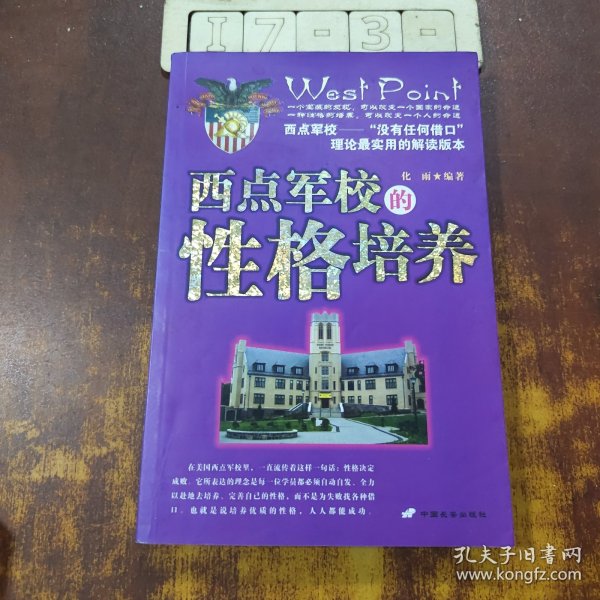 I 7 - 3 -
West Point
一个宝藏的发现,可以改变一个国家的命运
一种性格的培养,可以改变一个人的命运
西点军校——“没有任何借口”
理论最实用的解读版本
化 雨★编著
西点军校的
性格培养
在美国西点军校里,一直流传着这样一句话:性格决定
成败。它所表达的理念是每一位学员都必须自动自发、全力
以赴地去培养、完善自己的性格,而不是为失败找各种借
口。也就是说培养优质的性格,人人都能成功。
中国长安出版社
孔夫子旧书网
www.kongfz.com